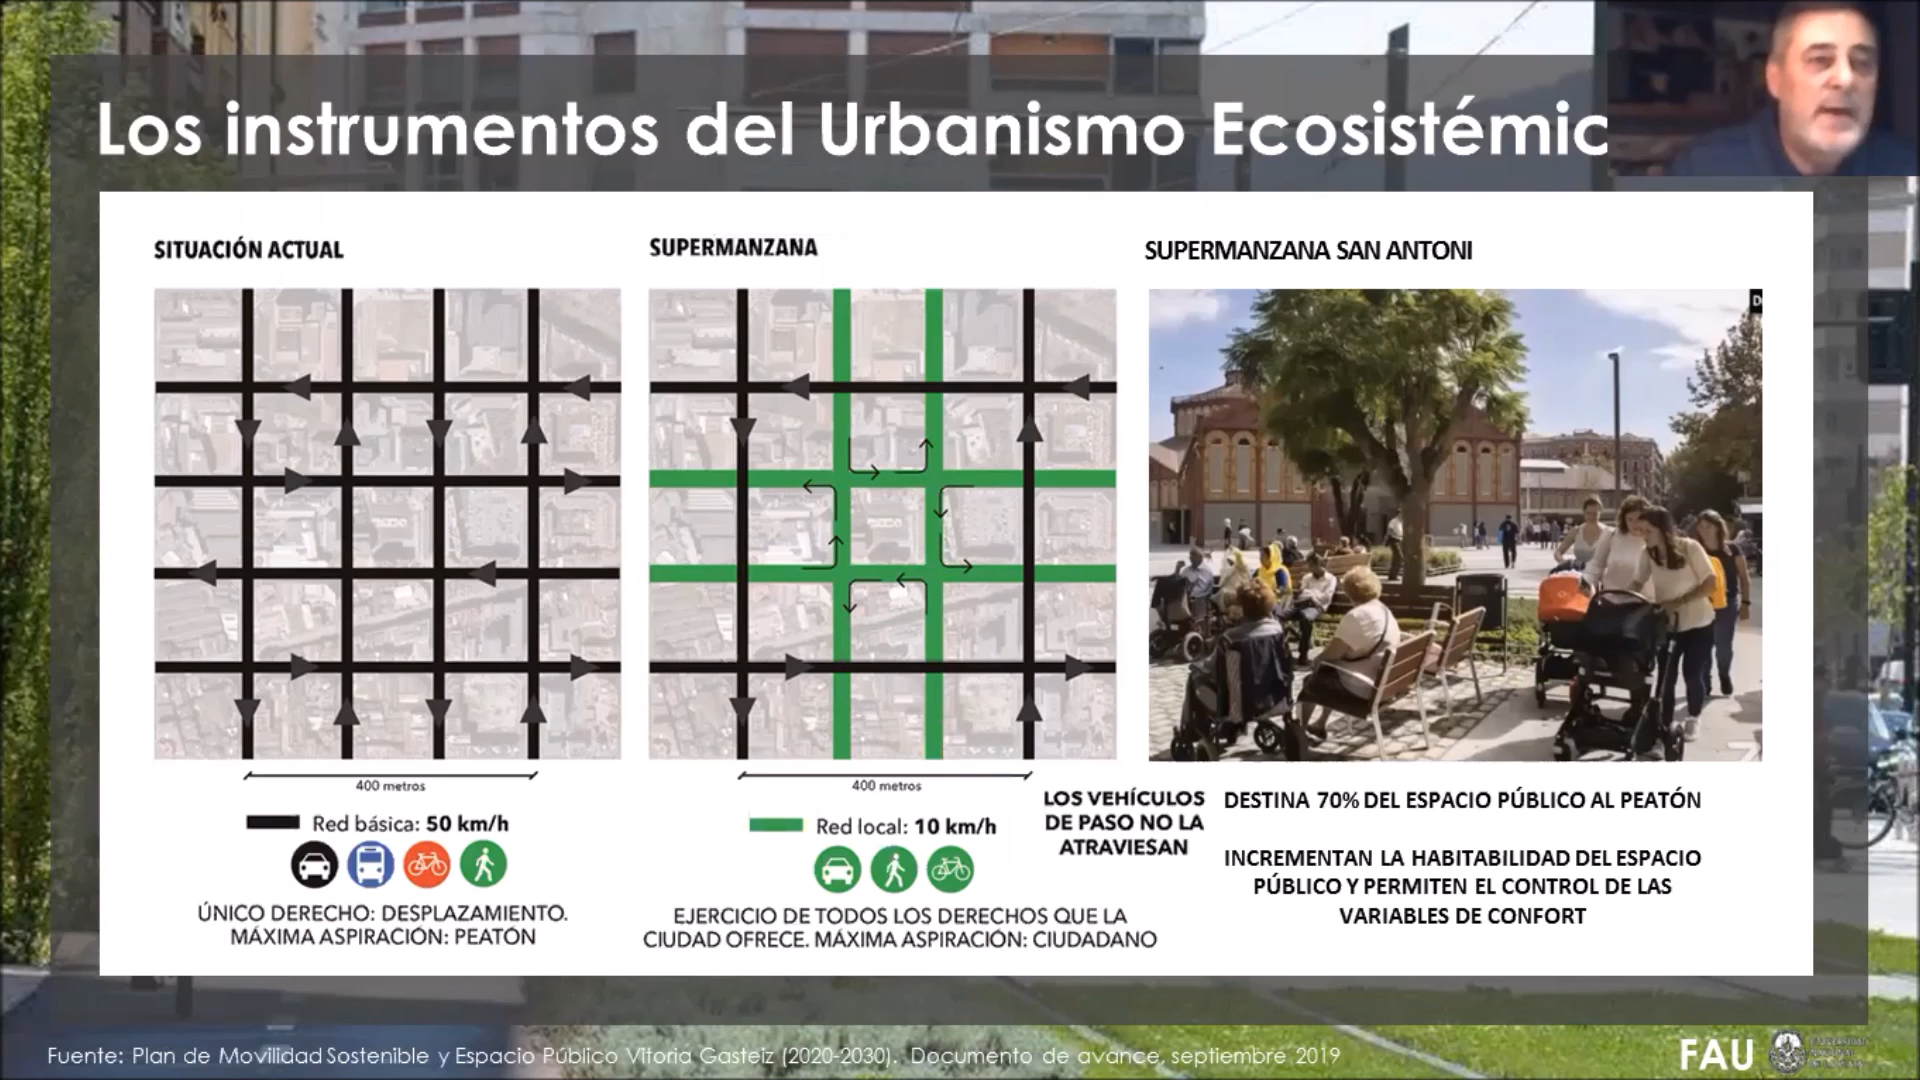 Los instrumentos del Urbanismo Ecosistémic
SITUACIÓN ACTUAL
SUPERMANZANA
SUPERMANZANA SAN ANTONI
400 metros
400 metros
Red básica: 50 km/h
Red local: 10 km/h
LOS VEHÍCULOS
DE PASO NO LA
ATRAVIESAN
ÚNICO DERECHO: DESPLAZAMIENTO.
MÁXIMA ASPIRACIÓN: PEATÓN
EJERCICIO DE TODOS LOS DERECHOS QUE LA
CIUDAD OFRECE. MÁXIMA ASPIRACIÓN: CIUDADANO
DESTINA 70% DEL ESPACIO PÚBLICO AL PEATÓN
INCREMENTAN LA HABITABILIDAD DEL ESPACIO
PÚBLICO Y PERMITEN EL CONTROL DE LAS
VARIABLES DE CONFORT
Fuente: Plan de Movilidad Sostenible y Espacio Público Vitoria Gasteiz (2020-2030). Documento de avance, septiembre 2019
FAU